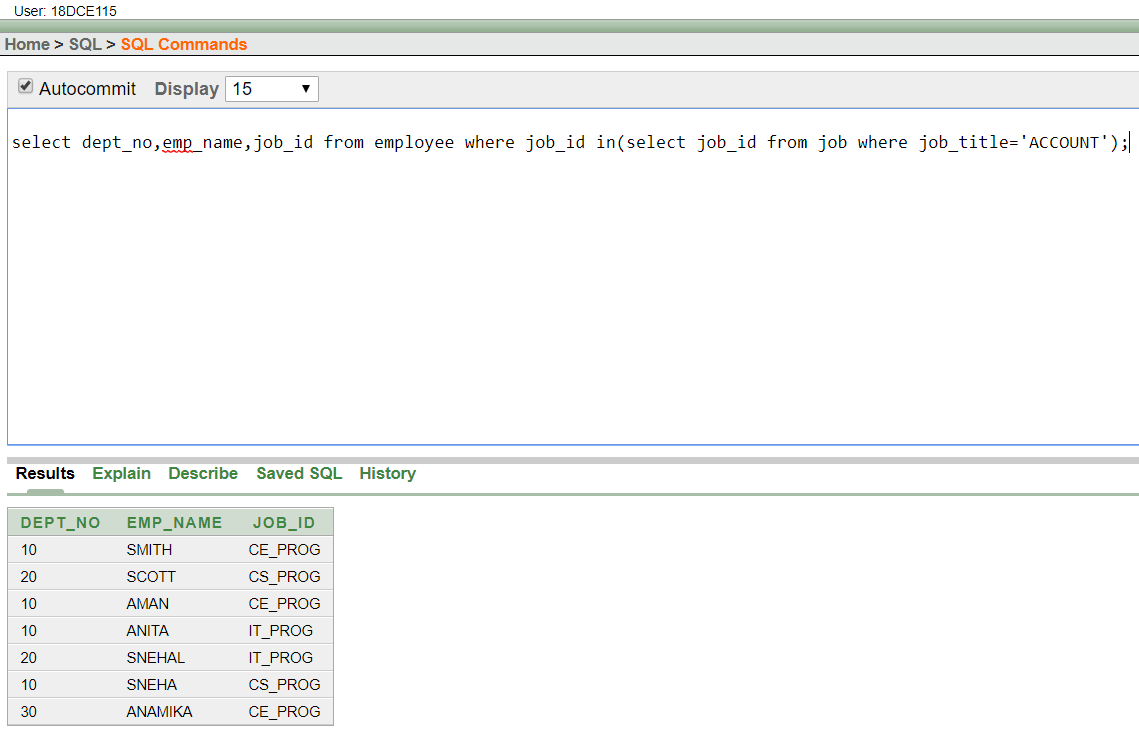 User: 18DCE115
Home > SQL > SQL Commands
Autocommit Display 15
select dept_no,emp_name,job_id from employee where job_id in(select job_id from job where job_title='ACCOUNT');
Results Explain Describe Saved SQL History
DEPT_NO EMP_NAME JOB_ID
10 SMITH CE_PROG
20 SCOTT CS_PROG
10 AMAN CE_PROG
10 ANITA IT_PROG
20 SNEHAL IT_PROG
10 SNEHA CS_PROG
30 ANAMIKA CE_PROG